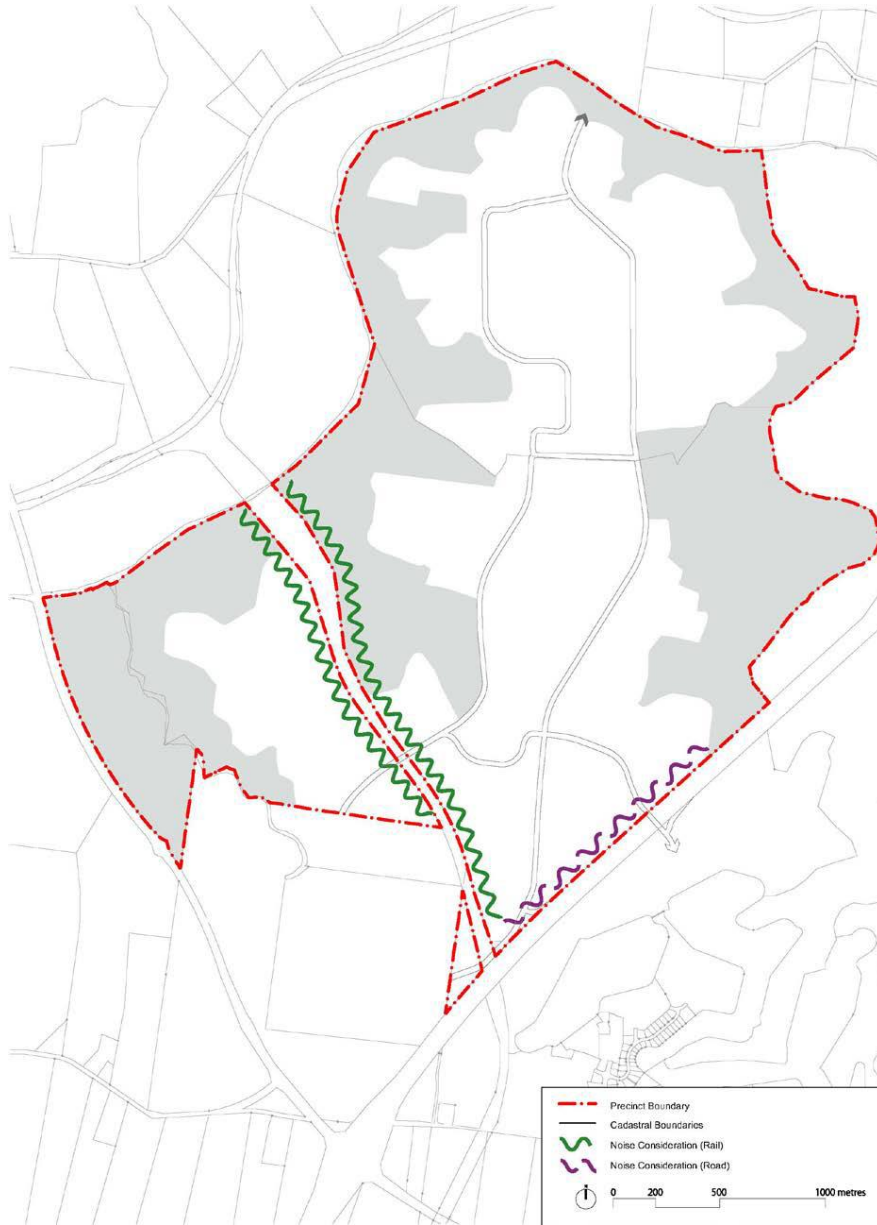 Precinct Boundary
Cadastral Boundaries
Noise Consideration (Rail)
Noise Consideration (Road)
0 200 500 1000 metres